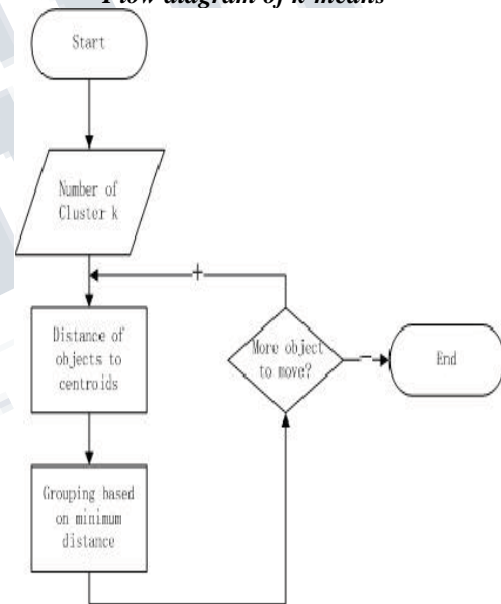 Flow diagram of k-means
Start
Number of
Cluster k
+
Distance of
objects to
centroids
More object
to move?
—
End
Grouping based
on minimum
distance